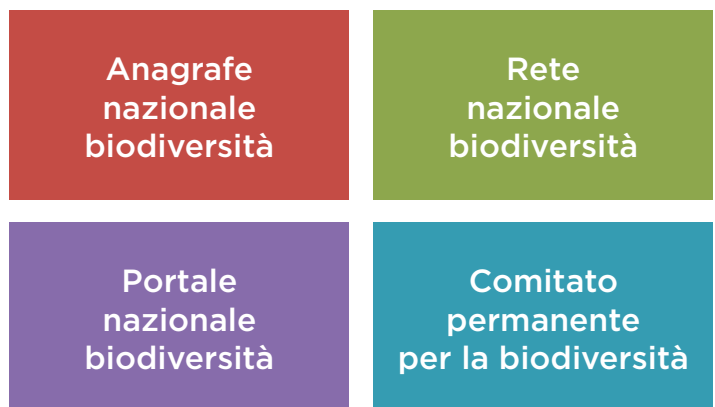 Anagrafe
nazionale
biodiversità
Rete
nazionale
biodiversità
Portale
nazionale
biodiversità
Comitato
permanente
per la biodiversità